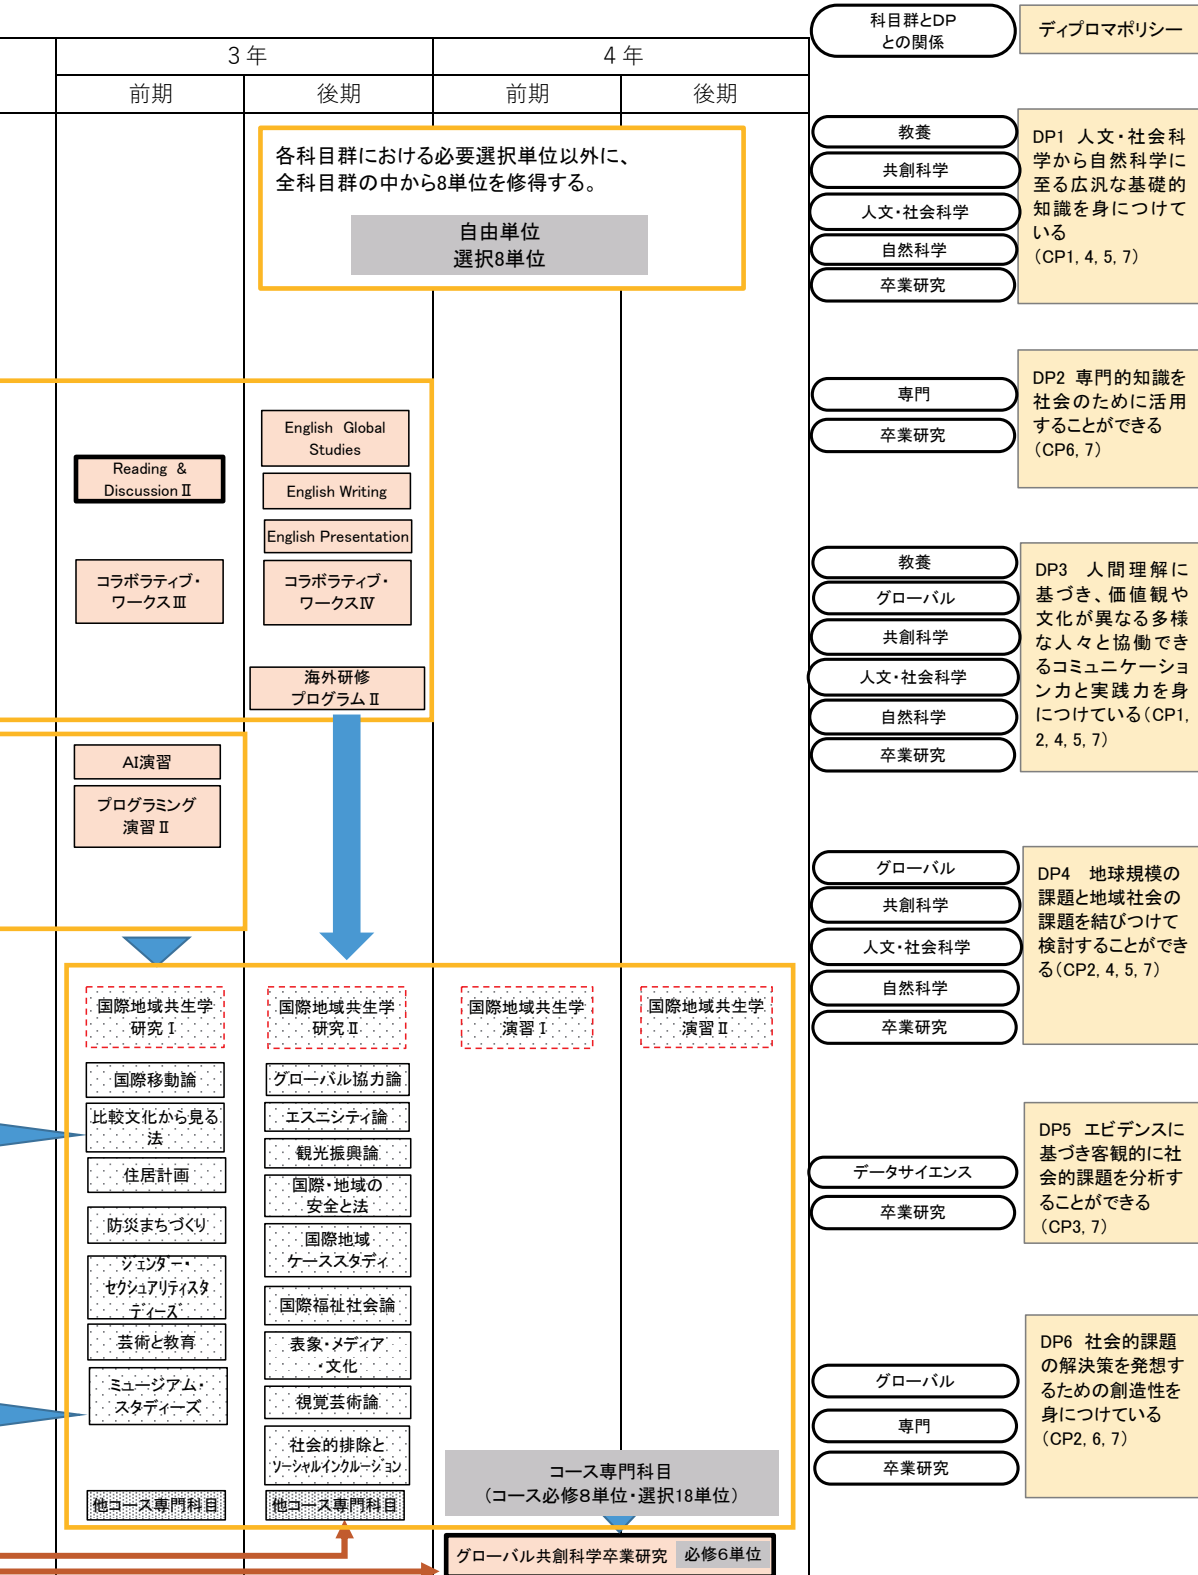 科目群とDP
との関係
ディプロマポリシー
3年
4年
前期
後期
前期
後期
各科目群における必要選択単位以外に、
全科目群の中から8単位を修得する。
自由単位
選択8単位
教養
共創科学
人文・社会科学
自然科学
卒業研究
DP1 人文・社会科
学から自然科学に
至る広汎な基礎的
知識を身につけて
いる
(CP1, 4, 5, 7)
専門
卒業研究
DP2 専門的知識を
社会のために活用
することができる
(CP6, 7)
Reading &
Discussion Ⅱ
コラボラティブ・
ワークスⅢ
English Global
Studies
English Writing
English Presentation
コラボラティブ・
ワークスⅣ
海外研修
プログラムⅡ
教養
グローバル
共創科学
人文・社会科学
自然科学
卒業研究
DP3 人間理解に
基づき、価値観や
文化が異なる多様
な人々と協働でき
るコミュニケーショ
ン力と実践力を身
につけている(CP1,
2, 4, 5, 7)
AI演習
プログラミング
演習Ⅱ
グローバル
共創科学
人文・社会科学
自然科学
卒業研究
DP4 地球規模の
課題と地域社会の
課題を結びつけて
検討することができ
る(CP2, 4, 5, 7)
国際地域共生学
研究Ⅰ
国際地域共生学
研究Ⅱ
国際地域共生学
演習Ⅰ
国際地域共生学
演習Ⅱ
国際移動論
比較文化から見る
法
住居計画
防災まちづくり
ジェンダー・
セクシュアリティスタ
ディーズ
芸術と教育
ミュージアム・
スタディーズ
他コース専門科目
グローバル協力論
エスニシティ論
観光振興論
国際・地域の
安全と法
国際地域
ケーススタディ
国際福祉社会論
表象・メディア
・文化
視覚芸術論
社会的排除と
ソーシャルインクルージョン
他コース専門科目
データサイエンス
卒業研究
DP5 エビデンスに
基づき客観的に社
会的課題を分析す
ることができる
(CP3, 7)
グローバル
専門
卒業研究
DP6 社会的課題
の解決策を発想す
るための創造性を
身につけている
(CP2, 6, 7)
コース専門科目
(コース必修8単位・選択18単位)
グローバル共創科学卒業研究 必修6単位